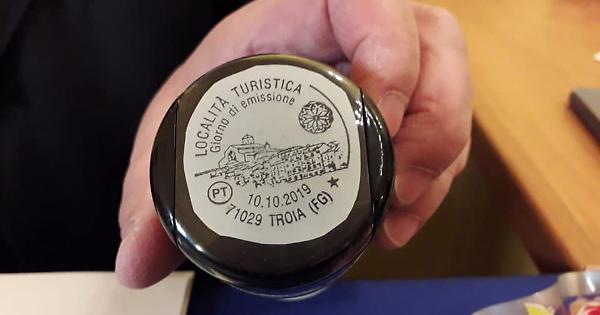 LOCALITÀ TURISTICA
Giorno di emissione
PT
10.10.2019
71029 TROIA (FG)